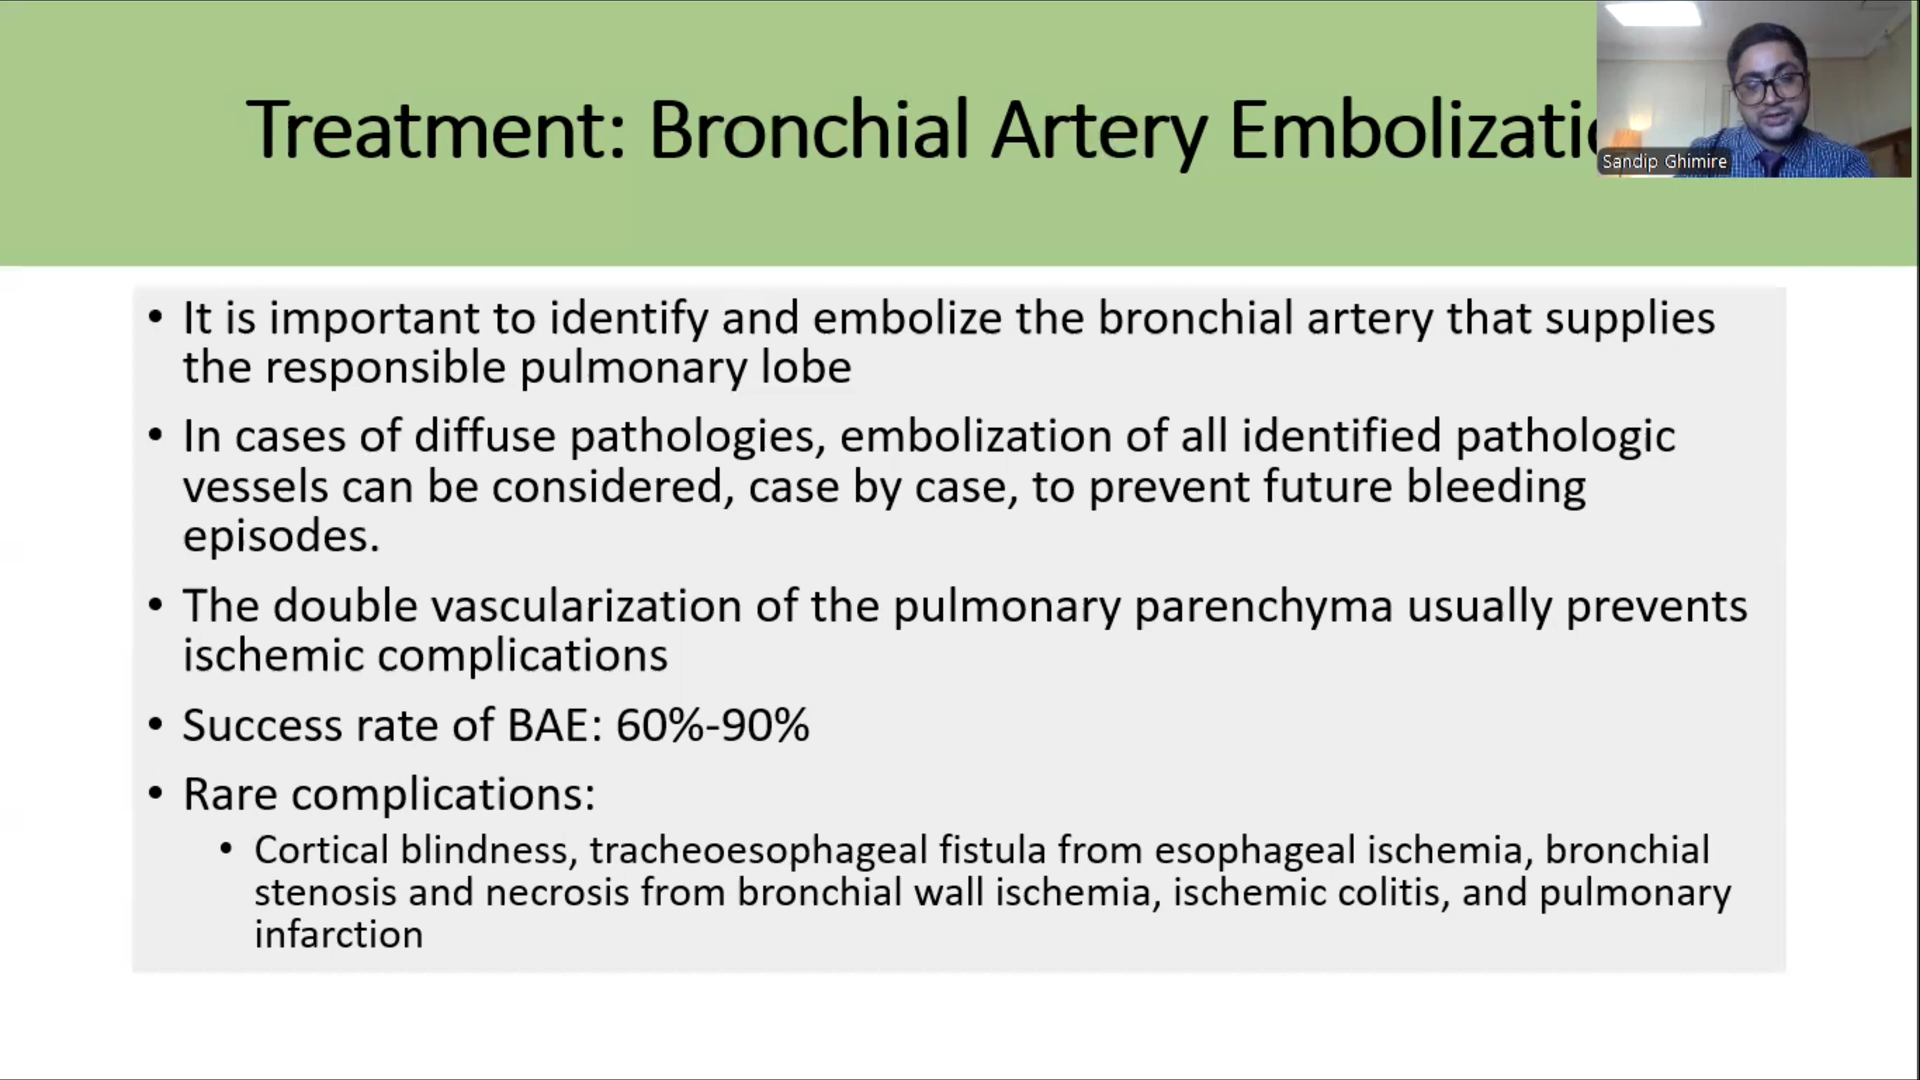 Treatment: Bronchial Artery Embolizatio
Sandip Ghimire
• It is important to identify and embolize the bronchial artery that supplies
the responsible pulmonary lobe
• In cases of diffuse pathologies, embolization of all identified pathologic
vessels can be considered, case by case, to prevent future bleeding
episodes.
• The double vascularization of the pulmonary parenchyma usually prevents
ischemic complications
• Success rate of BAE: 60%-90%
• Rare complications:
• Cortical blindness, tracheoesophageal fistula from esophageal ischemia, bronchial
stenosis and necrosis from bronchial wall ischemia, ischemic colitis, and pulmonary
infarction